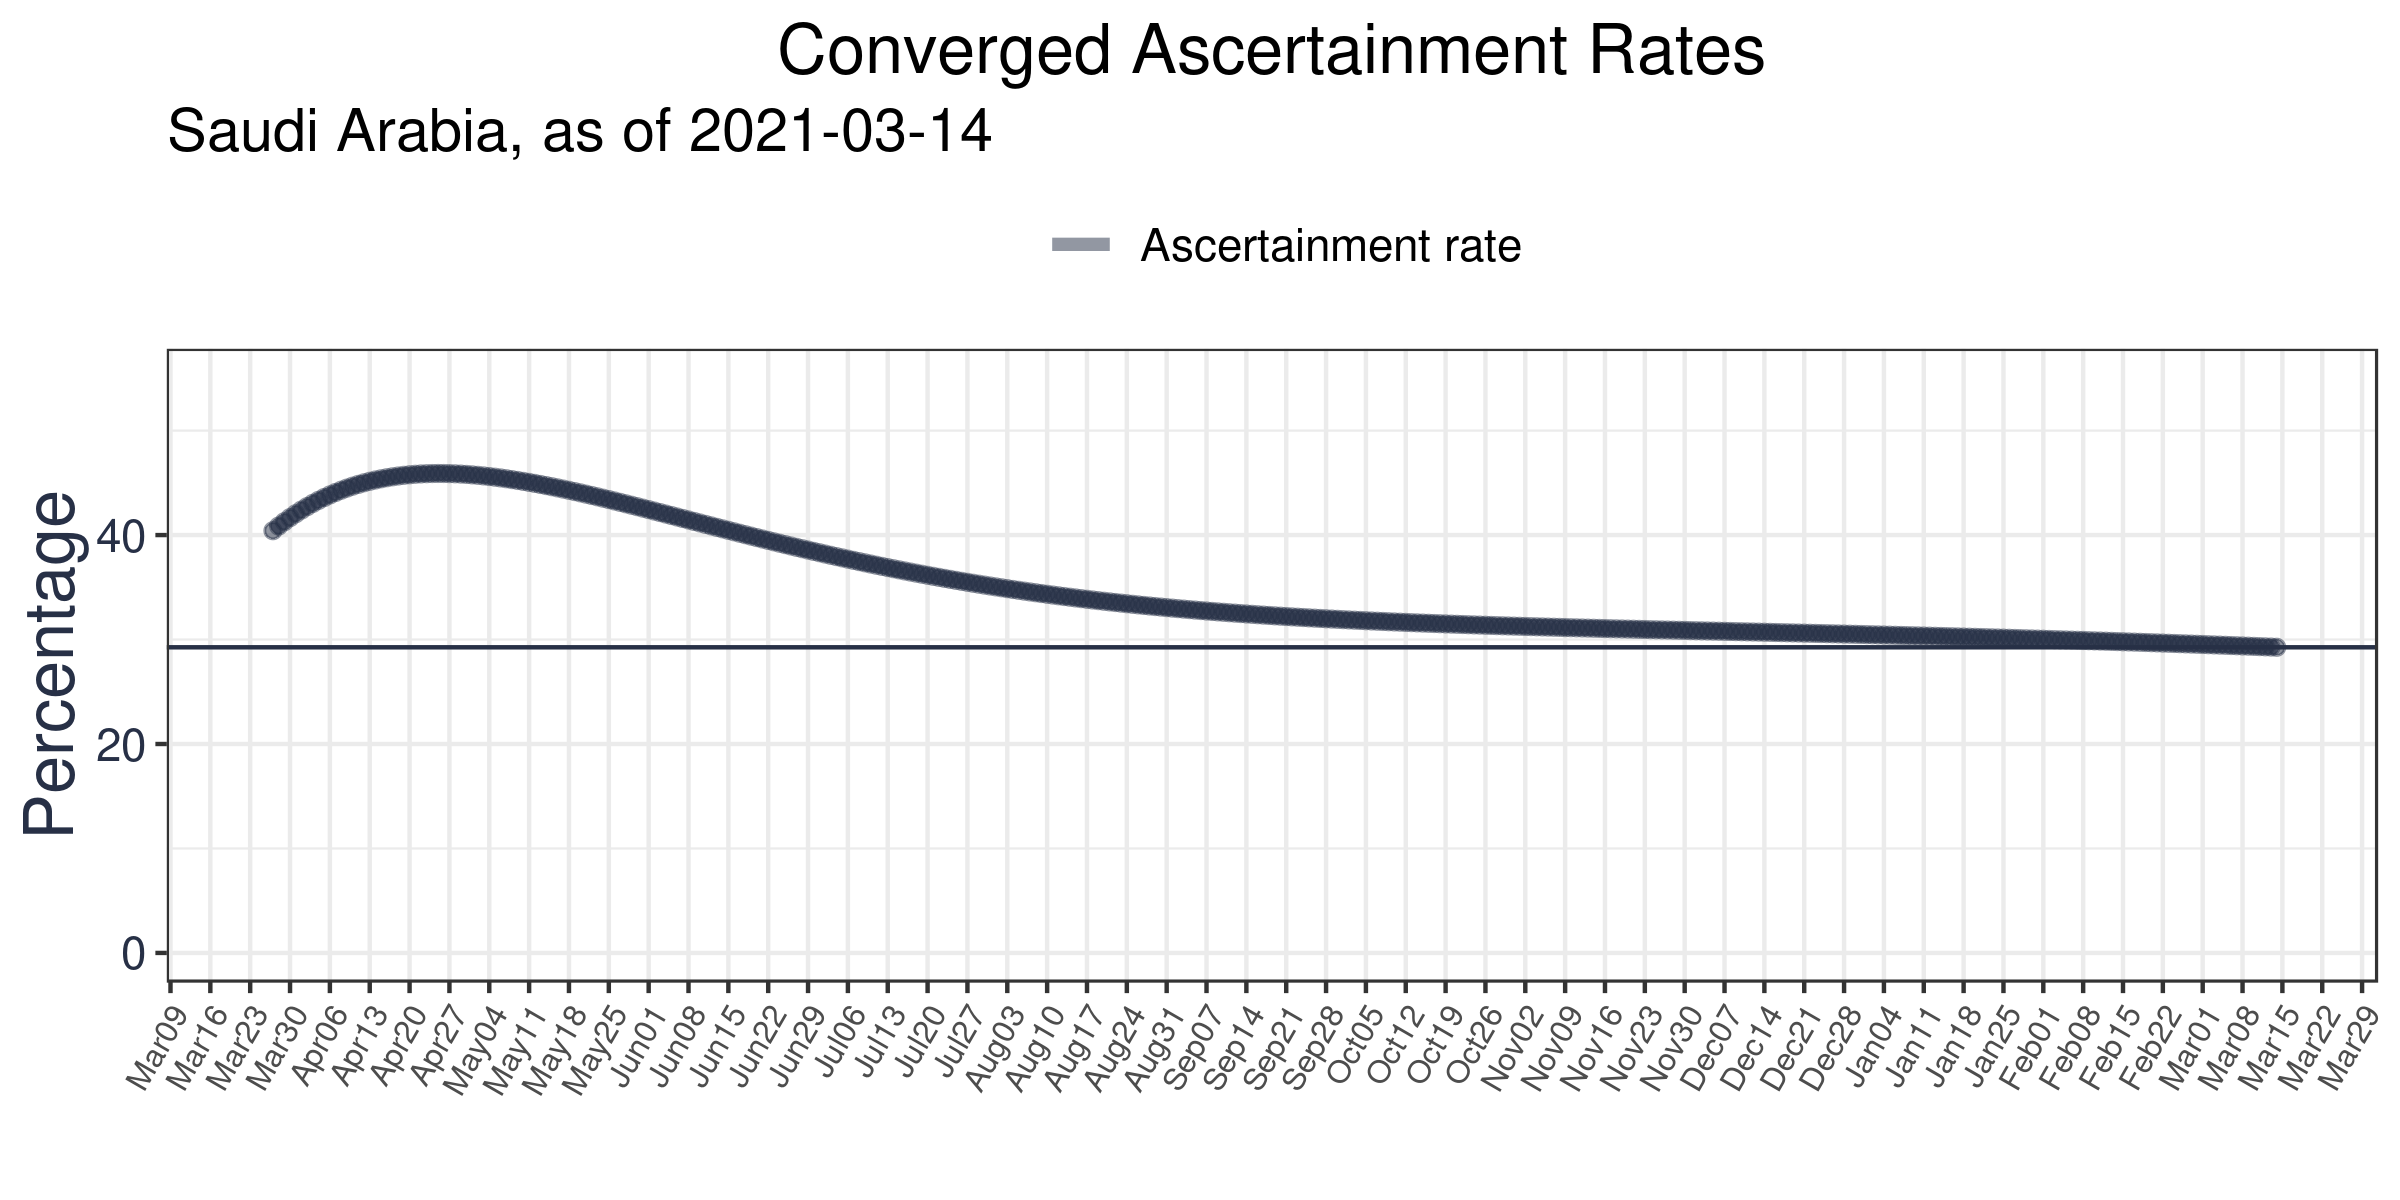 Converged Ascertainment Rates
Saudi Arabia, as of 2021-03-14
Ascertainment rate
Percentage
40
20
0
Mar09 Mar16 Mar23 Mar30 Apr06 Apr13 Apr20 Apr27 May04 May11 May18 May25 Jun01 Jun08 Jun15 Jun22 Jun29 Jul06 Jul13 Jul20 Jul27 Aug03 Aug10 Aug17 Aug24 Aug31 Sep07 Sep14 Sep21 Sep28 Oct05 Oct12 Oct19 Oct26 Nov02 Nov09 Nov16 Nov23 Nov30 Dec07 Dec14 Dec21 Dec28 Jan04 Jan11 Jan18 Jan25 Feb01 Feb08 Feb15 Feb22 Mar01 Mar08 Mar15 Mar22 Mar29